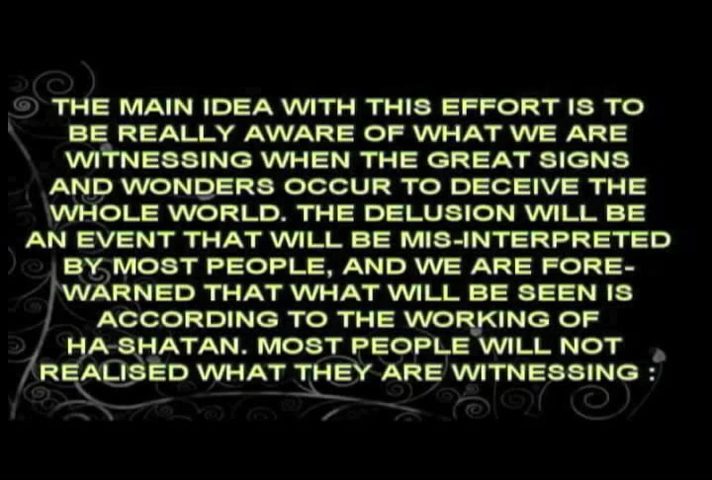 THE MAIN IDEA WITH THIS EFFORT IS TO
BE REALLY AWARE OF WHAT WE ARE
WITNESSING WHEN THE GREAT SIGNS
AND WONDERS OCCUR TO DECEIVE THE
WHOLE WORLD. THE DELUSION WILL BE
AN EVENT THAT WILL BE MIS-INTERPRETED
BY MOST PEOPLE, AND WE ARE FORE-
WARNED THAT WHAT WILL BE SEEN IS
ACCORDING TO THE WORKING OF
HA SHATAN. MOST PEOPLE WILL NOT
REALISED WHAT THEY ARE WITNESSING :